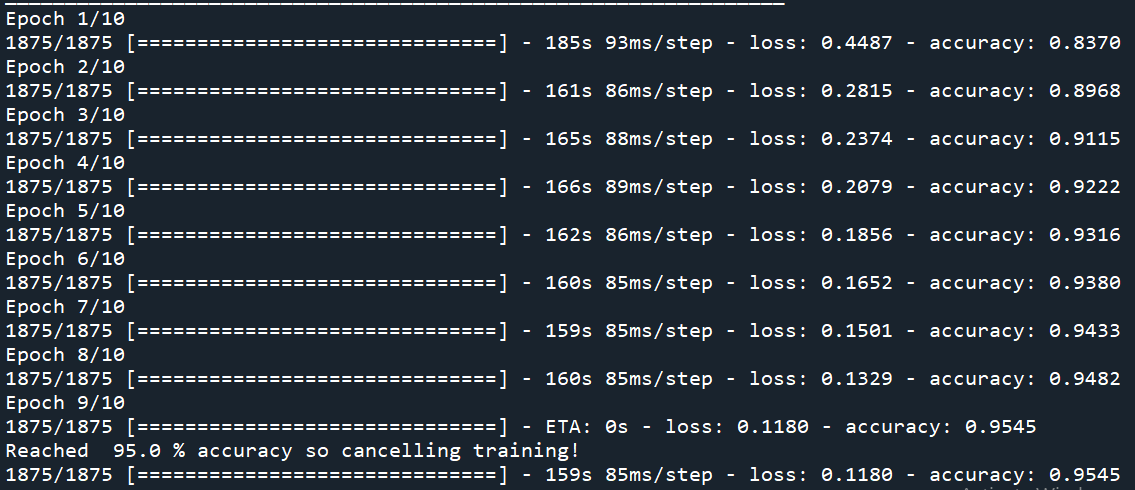 Epoch 1/10
1875/1875 [==============================] - 185s 93ms/step - loss: 0.4487 - accuracy: 0.8370
Epoch 2/10
1875/1875 [==============================] - 161s 86ms/step - loss: 0.2815 - accuracy: 0.8968
Epoch 3/10
1875/1875 [==============================] - 165s 88ms/step - loss: 0.2374 - accuracy: 0.9115
Epoch 4/10
1875/1875 [==============================] - 166s 89ms/step - loss: 0.2079 - accuracy: 0.9222
Epoch 5/10
1875/1875 [==============================] - 162s 86ms/step - loss: 0.1856 - accuracy: 0.9316
Epoch 6/10
1875/1875 [==============================] - 160s 85ms/step - loss: 0.1652 - accuracy: 0.9380
Epoch 7/10
1875/1875 [==============================] - 159s 85ms/step - loss: 0.1501 - accuracy: 0.9433
Epoch 8/10
1875/1875 [==============================] - 160s 85ms/step - loss: 0.1329 - accuracy: 0.9482
Epoch 9/10
1875/1875 [==============================] - ETA: 0s - loss: 0.1180 - accuracy: 0.9545
Reached  95.0 % accuracy so cancelling training!
1875/1875 [==============================] - 159s 85ms/step - loss: 0.1180 - accuracy: 0.9545